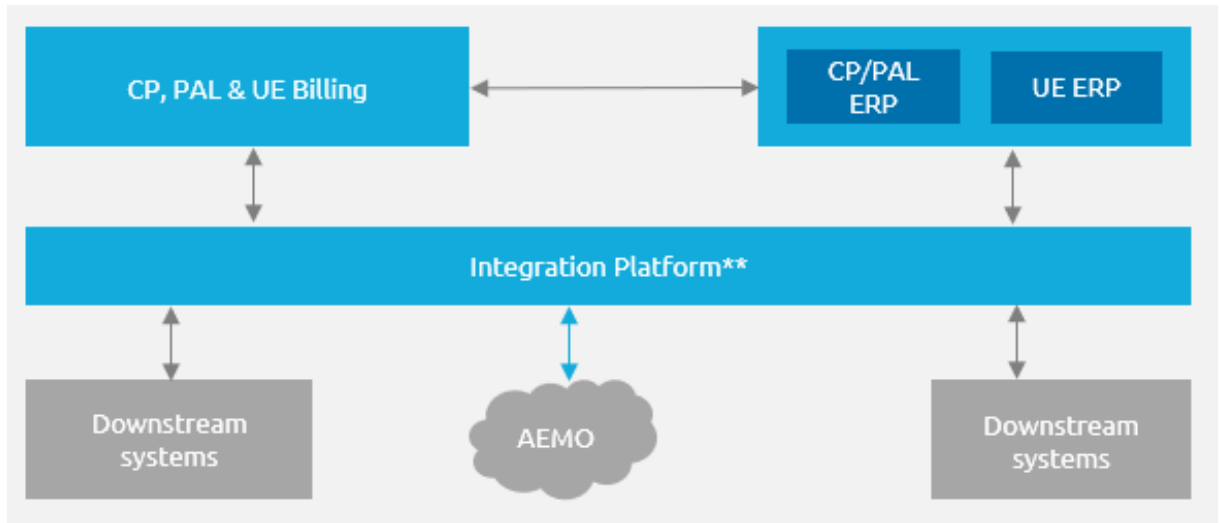 CP, PAL & UE Billing
CP/PAL
ERP
UE ERP
Integration Platform**
Downstream
systems
AEMO
Downstream
systems